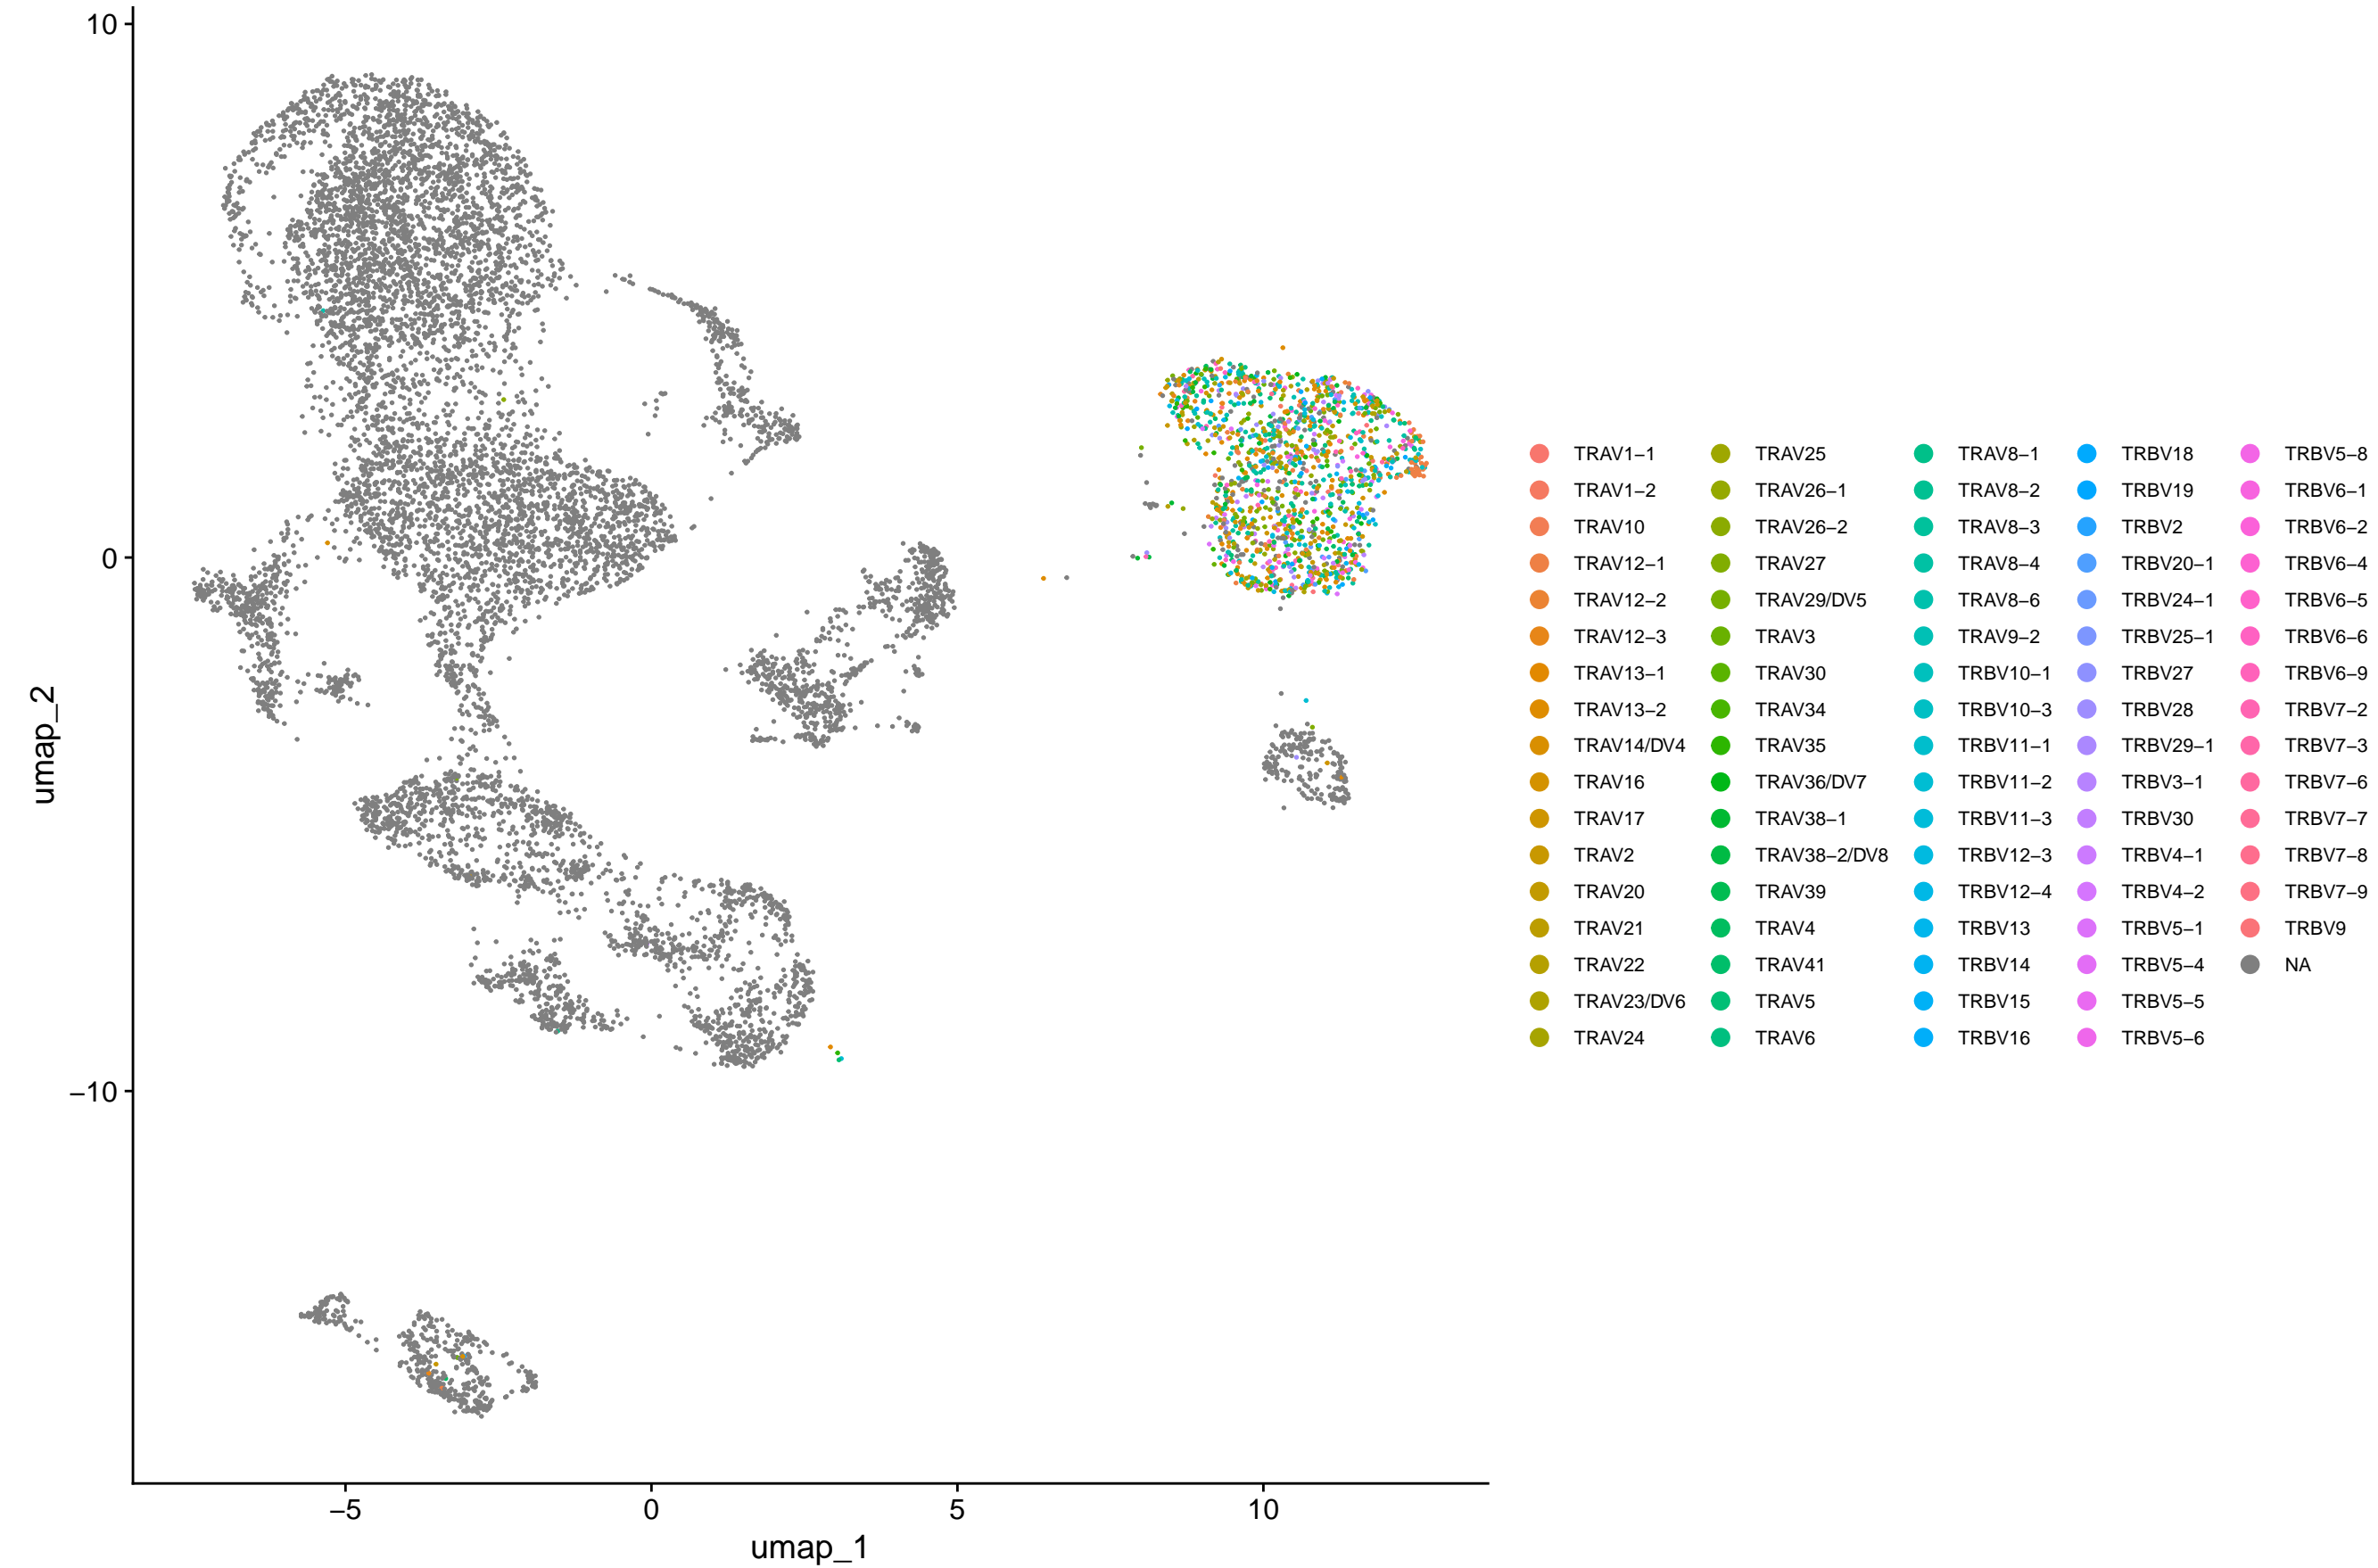 10
0
−10
umap_2
−5
0
5
10
umap_1
TRAV1−1
TRAV1−2
TRAV10
TRAV12−1
TRAV12−2
TRAV12−3
TRAV13−1
TRAV13−2
TRAV14/DV4
TRAV16
TRAV17
TRAV2
TRAV20
TRAV21
TRAV22
TRAV23/DV6
TRAV24
TRAV25
TRAV26−1
TRAV26−2
TRAV27
TRAV29/DV5
TRAV3
TRAV30
TRAV34
TRAV35
TRAV36/DV7
TRAV38−1
TRAV38−2/DV8
TRAV39
TRAV4
TRAV41
TRAV5
TRAV6
TRAV8−1
TRAV8−2
TRAV8−3
TRAV8−4
TRAV8−6
TRAV9−2
TRBV10−1
TRBV10−3
TRBV11−1
TRBV11−2
TRBV11−3
TRBV12−3
TRBV12−4
TRBV13
TRBV14
TRBV15
TRBV16
TRBV18
TRBV19
TRBV2
TRBV20−1
TRBV24−1
TRBV25−1
TRBV27
TRBV28
TRBV29−1
TRBV3−1
TRBV30
TRBV4−1
TRBV4−2
TRBV5−1
TRBV5−4
TRBV5−5
TRBV5−6
TRBV5−8
TRBV6−1
TRBV6−2
TRBV6−4
TRBV6−5
TRBV6−6
TRBV6−9
TRBV7−2
TRBV7−3
TRBV7−6
TRBV7−7
TRBV7−8
TRBV7−9
TRBV9
NA